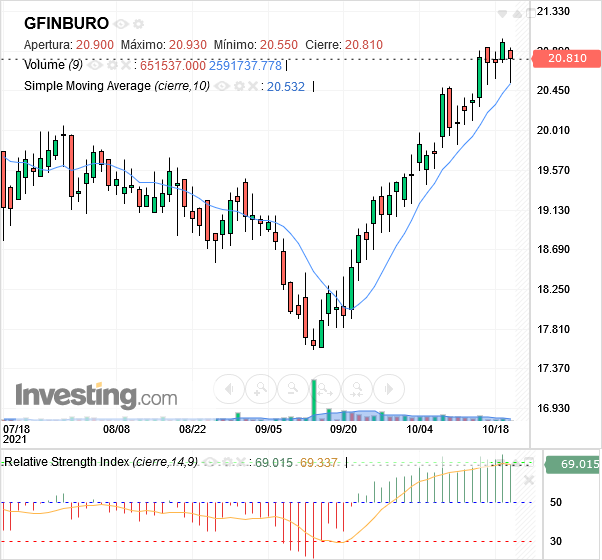 GFINBURO
Apertura: 20.900 Máximo: 20.930 Mínimo: 20.550 Cierre: 20.810
Volume (9) : 651537.000 2591737.778
Simple Moving Average (cierre,10) : 20.532
21.330
20.810
20.450
20.010
19.570
19.130
18.690
18.250
17.810
17.370
16.930
Investing.com
07/18 08/08 08/22 09/05 09/20 10/04 10/18
2021
Relative Strength Index (cierre,14,9) : 69.015 69.337
69.015
50
30